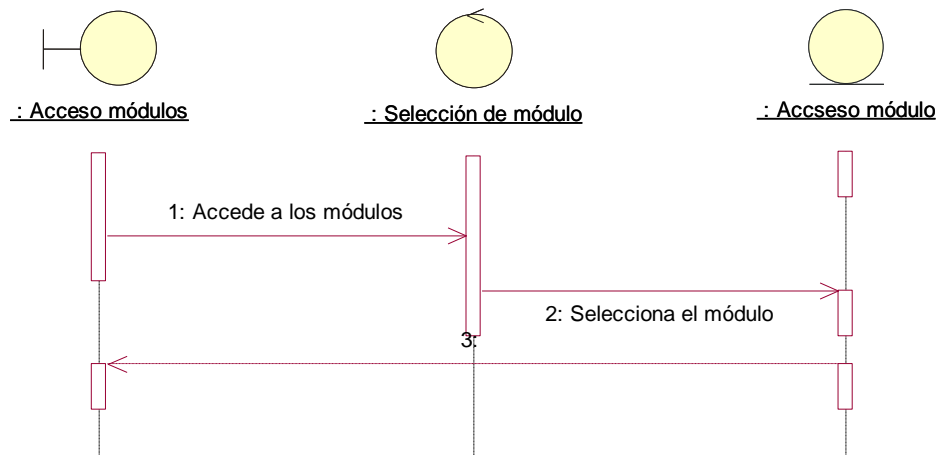 : Acceso módulos
: Selección de módulo
: Accseso módulo
1: Accede a los módulos
2: Selecciona el módulo
3: